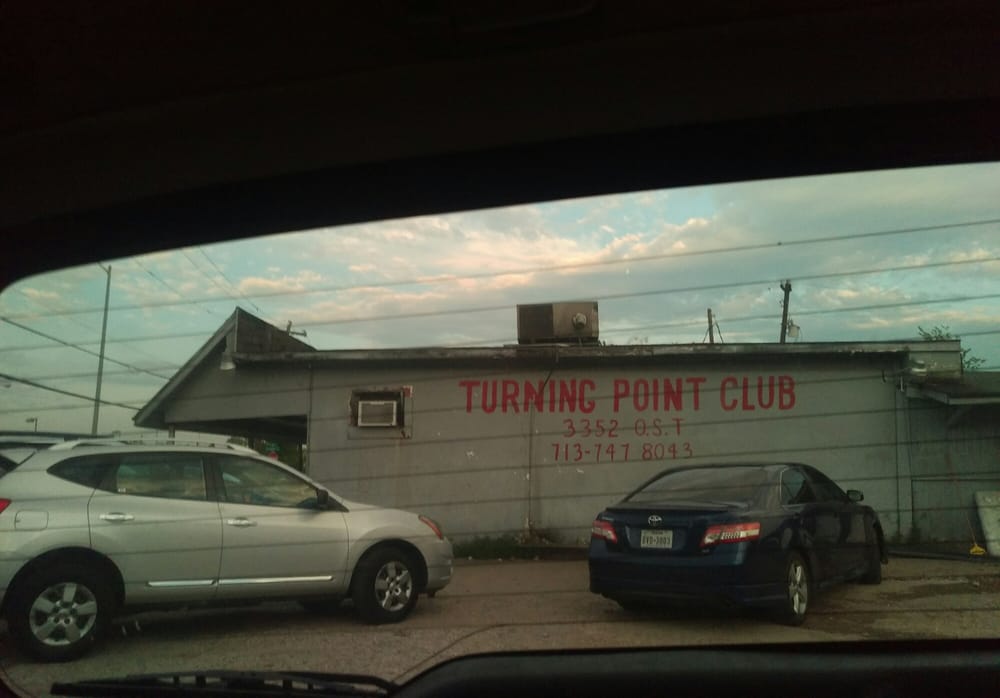 TURNING POINT CLUB
3352 O.S.T
713-747 8043